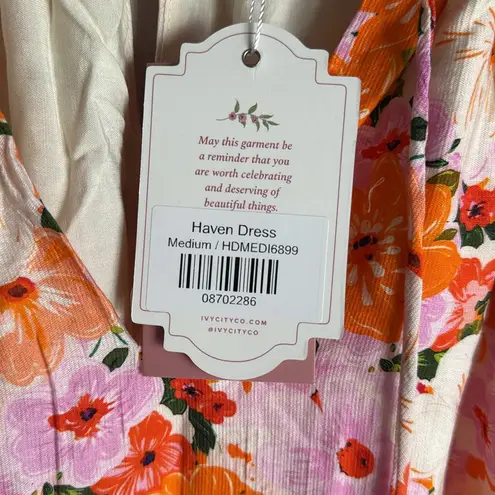 May this garment be
a reminder that you
are worth celebrating
and deserving of
beautiful things.
Haven Dress
Medium / HDMEDI6899
08702286
IVYCITYCO.COM
@IVYCITYCO